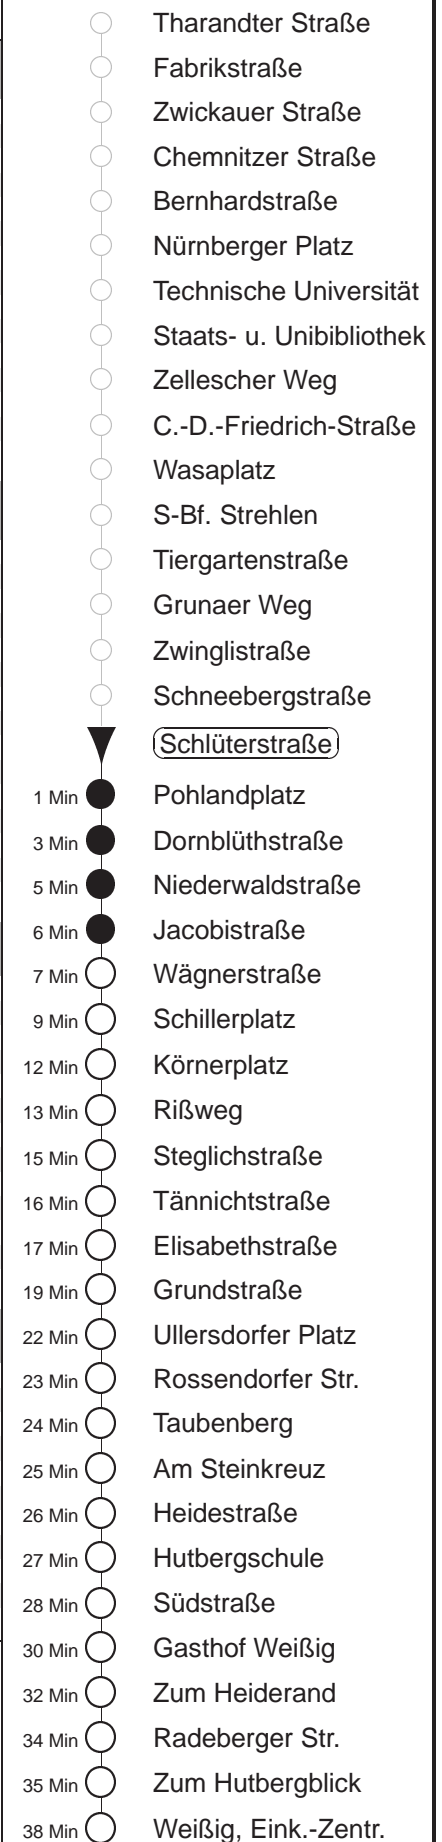 Tharandter Straße
Fabrikstraße
Zwickauer Straße
Chemnitzer Straße
Bernhardstraße
Nürnberger Platz
Technische Universität
Staats- u. Unibibliothek
Zellescher Weg
C.-D.-Friedrich-Straße
Wasaplatz
S-Bf. Strehlen
Tiergartenstraße
Grunaer Weg
Zwinglistraße
Schneebergstraße
Schlüterstraße
1 Min Pohlandplatz
3 Min Dornblüthstraße
5 Min Niederwaldstraße
6 Min Jacobistraße
7 Min Wägnerstraße
9 Min Schillerplatz
12 Min Körnerplatz
13 Min Rißweg
15 Min Steglichstraße
16 Min Tännichtstraße
17 Min Elisabethstraße
19 Min Grundstraße
22 Min Ullersdorfer Platz
23 Min Rossendorfer Str.
24 Min Taubenberg
25 Min Am Steinkreuz
26 Min Heidestraße
27 Min Hutbergschule
28 Min Südstraße
30 Min Gasthof Weißig
32 Min Zum Heiderand
34 Min Radeberger Str.
35 Min Zum Hutbergblick
38 Min Weißig, Eink.-Zentr.